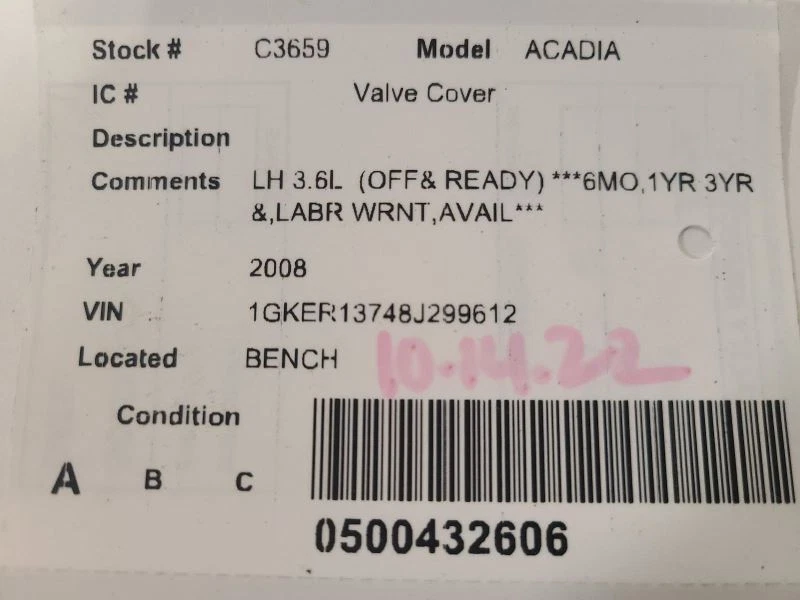 Stock # C3659 Model ACADIA
IC # Valve Cover
Description
Comments LH 3.6L (OFF& READY) ***6MO,1YR 3YR
&,LABR WRNT,AVAIL***
Year 2008
VIN 1GKER13748J299612
Located BENCH 10.14.22
Condition
A B C
0500432606